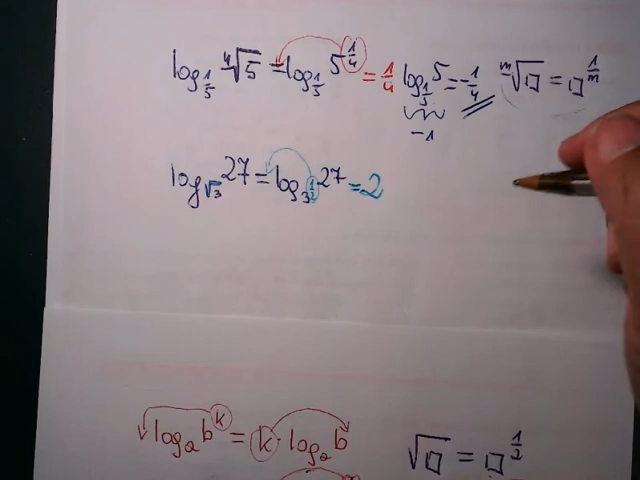 log_{1/5} ⁴√5 = log_{1/5} 5^{1/4} = 1/4 log_{1/5} 5 = -1/4 ᵐ√□ = □^{1/m}
-1
log_{√3} 27 = log_{3^{1/2}} 27 = 2
log_a b^k = k · log_a b √□ = □^{1/2}